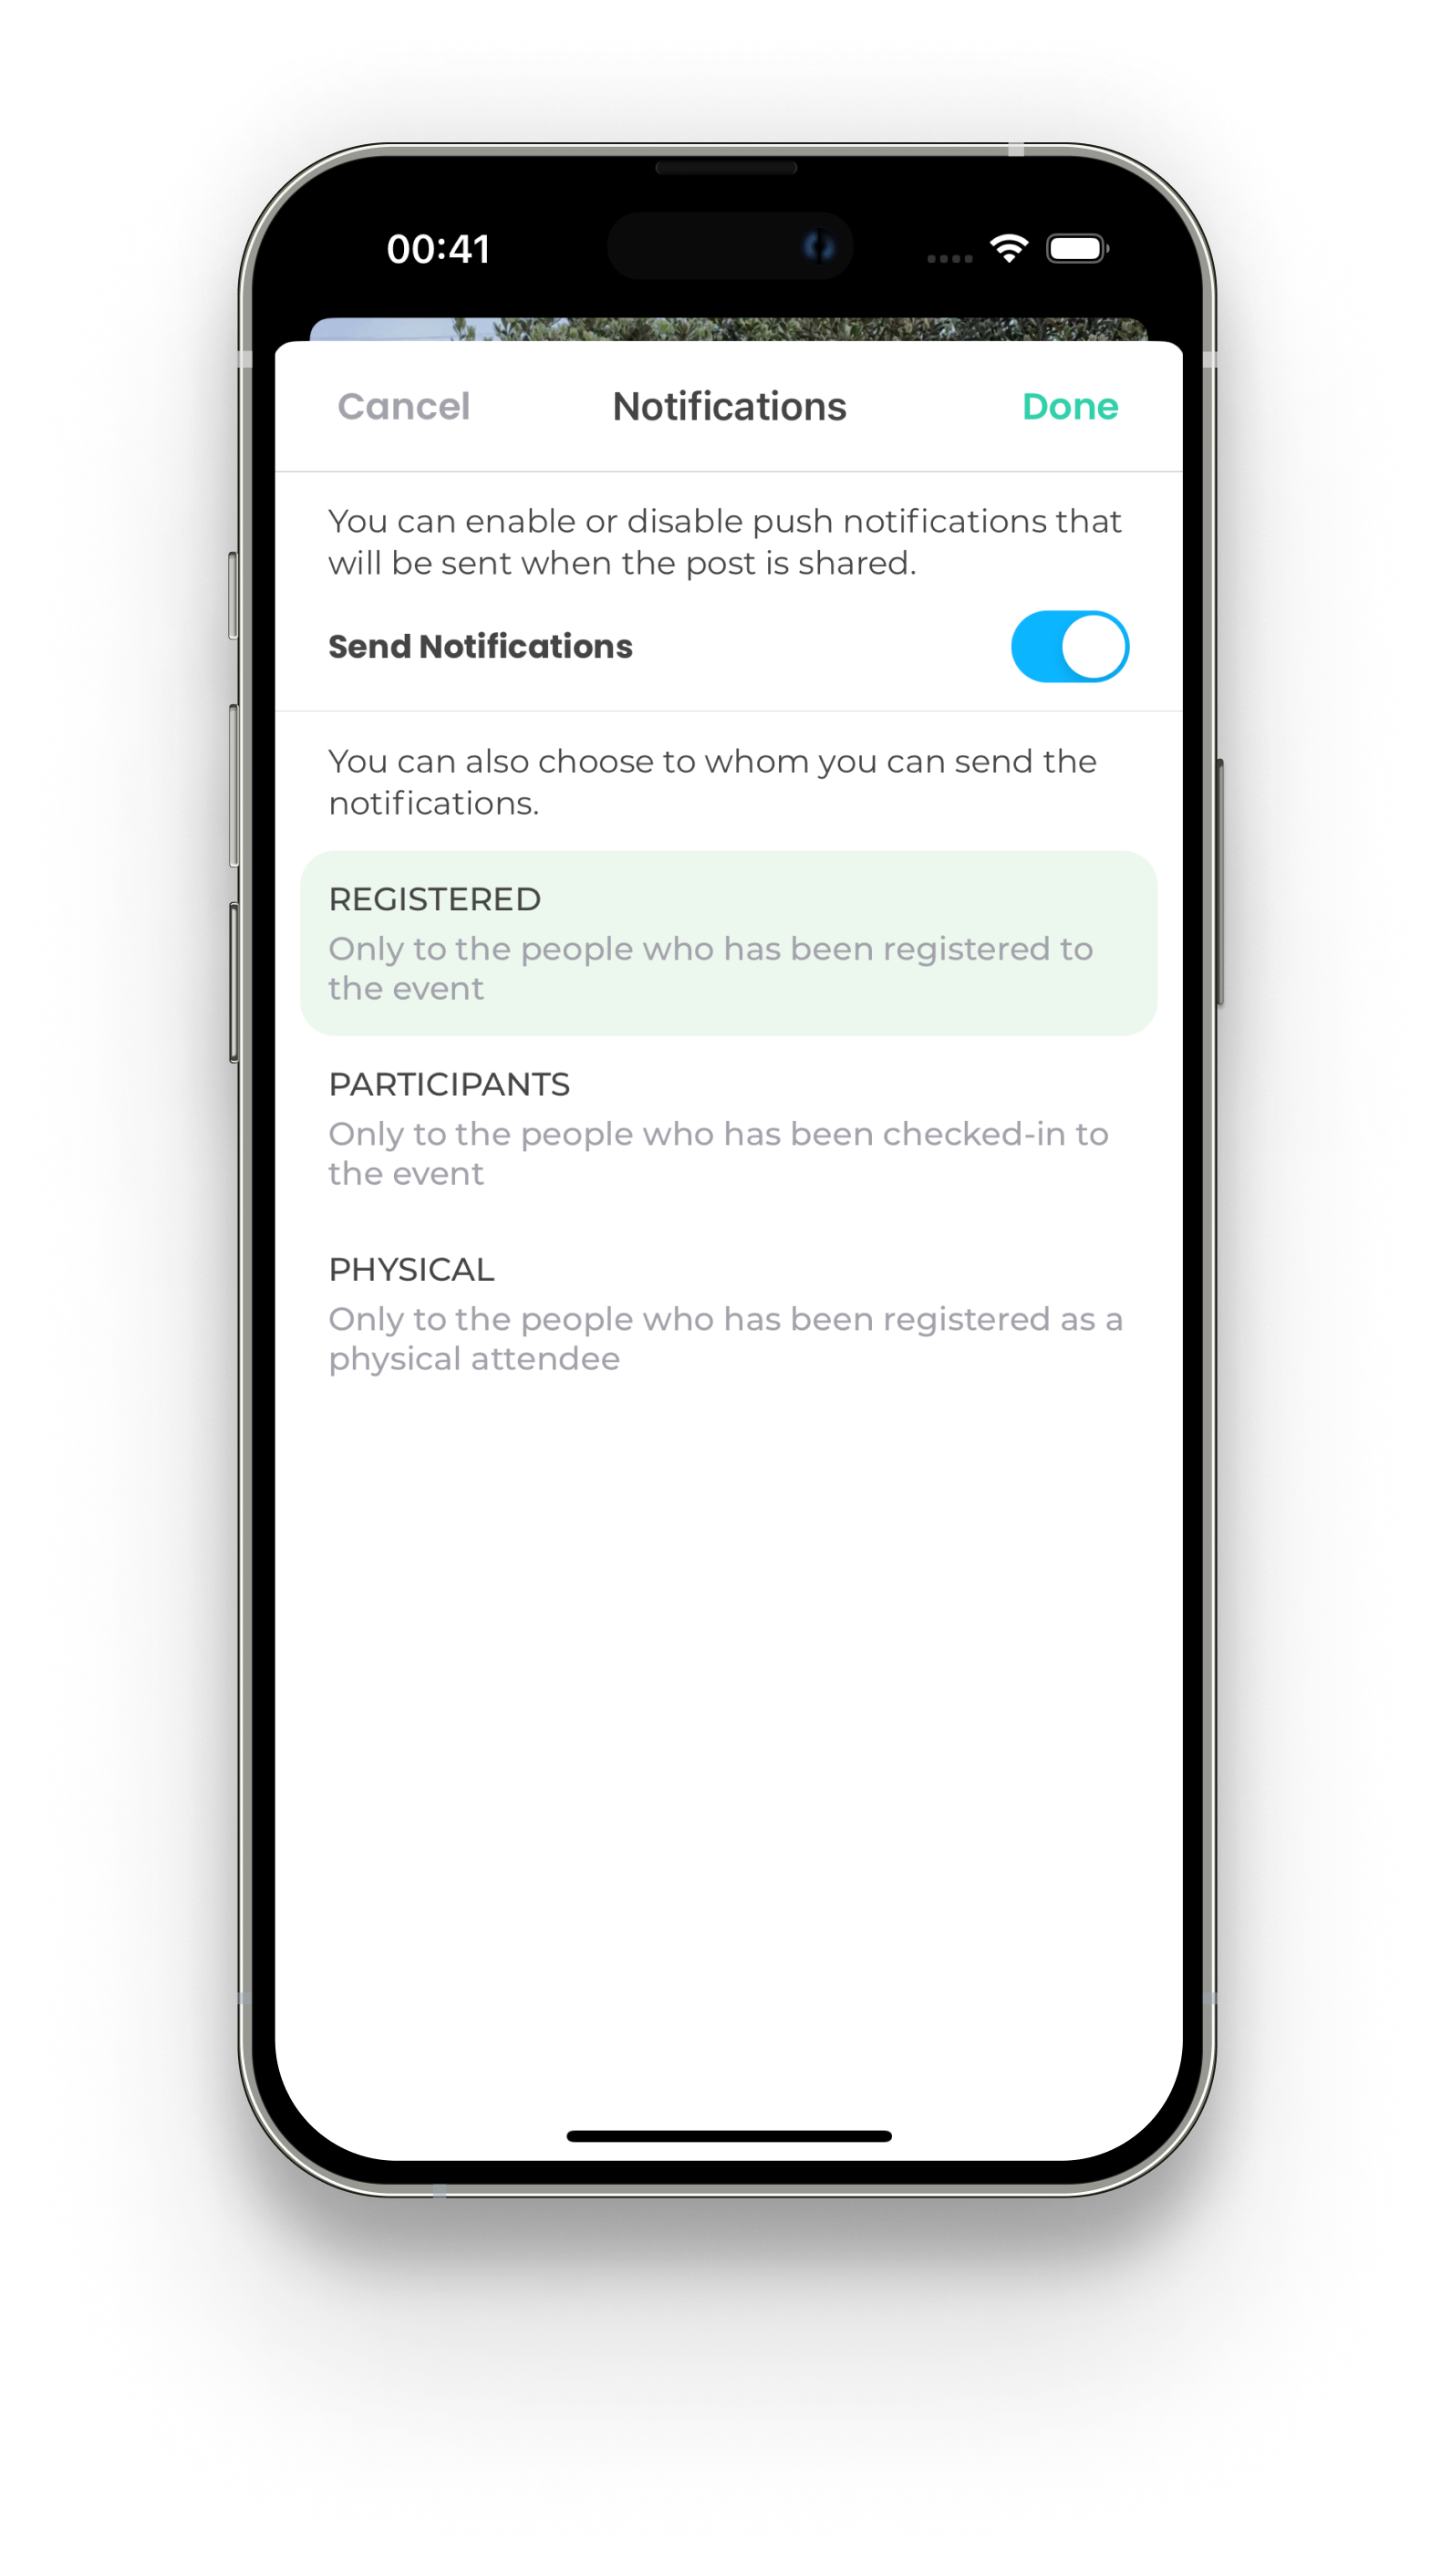 00:41
Cancel Notifications Done
You can enable or disable push notifications that
will be sent when the post is shared.
Send Notifications
You can also choose to whom you can send the
notifications.
REGISTERED
Only to the people who has been registered to
the event
PARTICIPANTS
Only to the people who has been checked-in to
the event
PHYSICAL
Only to the people who has been registered as a
physical attendee